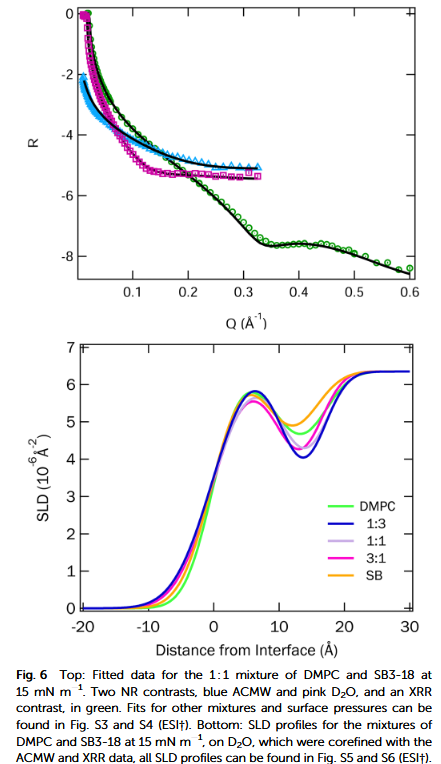 0
-2
-4
-6
-8
R
0.1 0.2 0.3 0.4 0.5 0.6
Q (Å⁻¹)
7
6
5
4
3
2
1
0
SLD (10⁻⁶Å⁻²)
DMPC
1:3
1:1
3:1
SB
-20 -10 0 10 20 30
Distance from Interface (Å)
Fig. 6 Top: Fitted data for the 1:1 mixture of DMPC and SB3-18 at
15 mN m⁻¹. Two NR contrasts, blue ACMW and pink D₂O, and an XRR
contrast, in green. Fits for other mixtures and surface pressures can be
found in Fig. S3 and S4 (ESI†). Bottom: SLD profiles for the mixtures of
DMPC and SB3-18 at 15 mN m⁻¹, on D₂O, which were corefined with the
ACMW and XRR data, all SLD profiles can be found in Fig. S5 and S6 (ESI†).